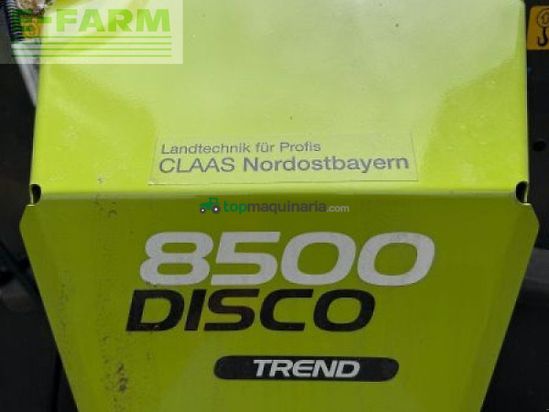 E-FARM
Landtechnik für Profis
CLAAS Nordostbayern
topmaquinaria.com
8500
DISCO
TREND